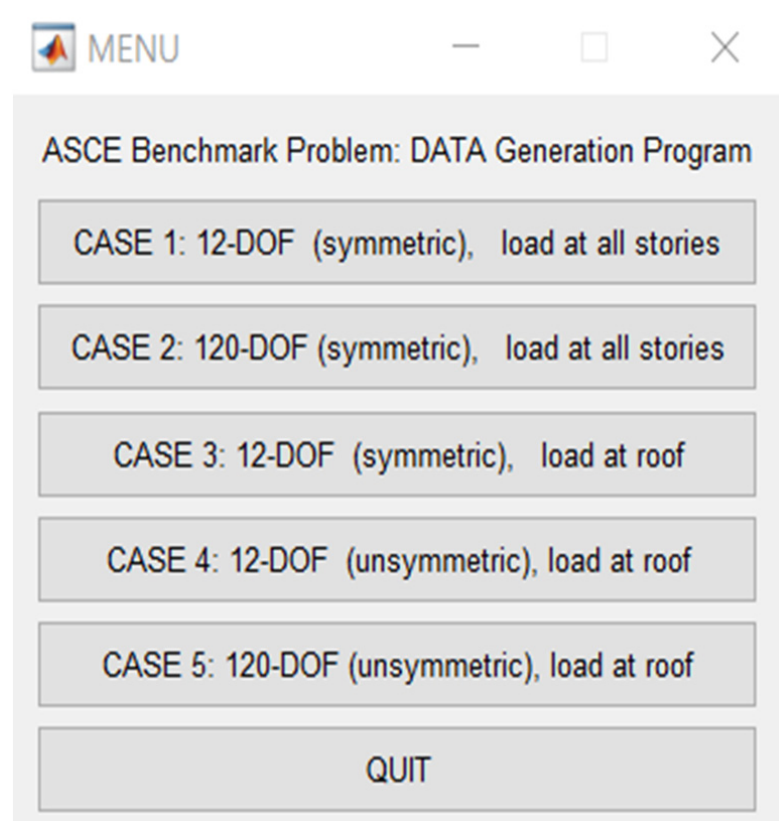 MENU
ASCE Benchmark Problem: DATA Generation Program
CASE 1: 12-DOF  (symmetric),   load at all stories
CASE 2: 120-DOF (symmetric),   load at all stories
CASE 3: 12-DOF  (symmetric),   load at roof
CASE 4: 12-DOF  (unsymmetric), load at roof
CASE 5: 120-DOF (unsymmetric), load at roof
QUIT